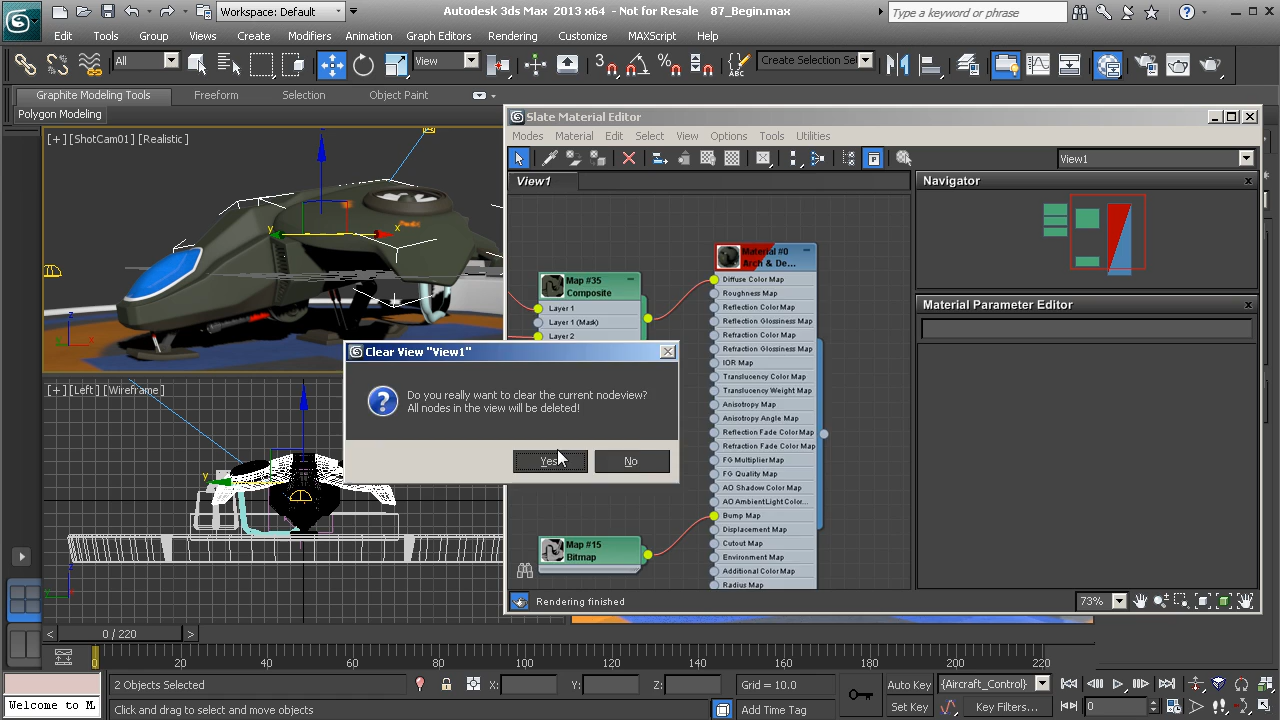 Workspace: Default
Autodesk 3ds Max 2013 x64 - Not for Resale 87_Begin.max
Type a keyword or phrase
Edit Tools Group Views Create Modifiers Animation Graph Editors Rendering Customize MAXScript Help
All
View
Create Selection Se
Graphite Modeling Tools Freeform Selection Object Paint
Polygon Modeling
[+] [ShotCam01] [Realistic]
Slate Material Editor
Modes Material Edit Select View Options Tools Utilities
View1
View1
Navigator
Material Parameter Editor
Map #35
Composite
Layer 1
Layer 1 (Mask)
Layer 2
Material #0
Arch & De...
Diffuse Color Map
Roughness Map
Reflection Color Map
Reflection Glossiness Map
Refraction Color Map
Refraction Glossiness Map
IOR Map
Translucency Color Map
Translucency Weight Map
Anisotropy Map
Anisotropy Angle Map
Reflection Fade Color Map
Refraction Fade Color Map
FG Multiplier Map
FG Quality Map
AO Shadow Color Map
AO AmbientLight Color...
Bump Map
Displacement Map
Cutout Map
Environment Map
Additional Color Map
Radius Map
Map #15
Bitmap
Clear View "View1"
Do you really want to clear the current nodeview?
All nodes in the view will be deleted!
Yes No
[+] [Left] [Wireframe]
x
y
z
y
Rendering finished
73%
< 0 / 220 >
0 20 40 60 80 100 120 140 160 180 200 220
2 Objects Selected
X: Y: Z:
Grid = 10.0
Auto Key
{Aircraft_Control}
Welcome to M.
Click and drag to select and move objects
Add Time Tag
Set Key
Key Filters...
0